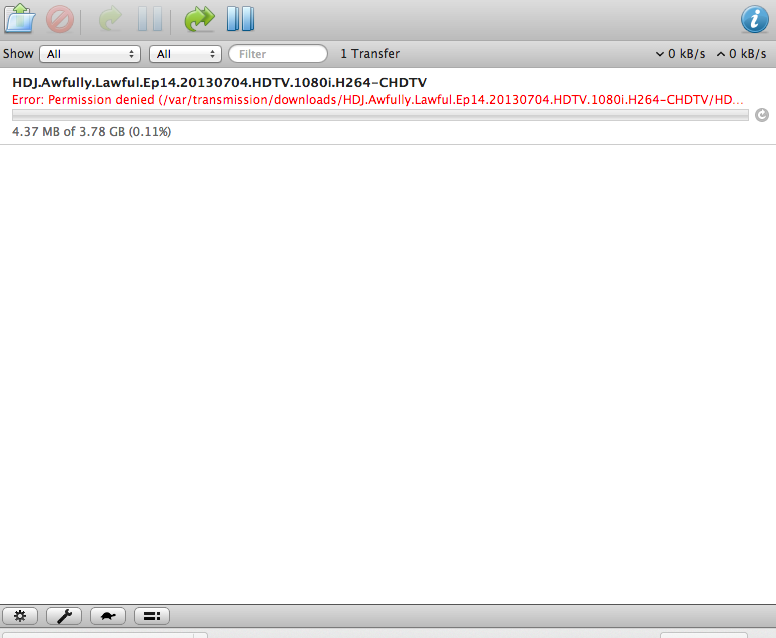 Show All All Filter 1 Transfer 0 kB/s 0 kB/s
HDJ.Awfully.Lawful.Ep14.20130704.HDTV.1080i.H264-CHDTV
Error: Permission denied (/var/transmission/downloads/HDJ.Awfully.Lawful.Ep14.20130704.HDTV.1080i.H264-CHDTV/HD...
4.37 MB of 3.78 GB (0.11%)